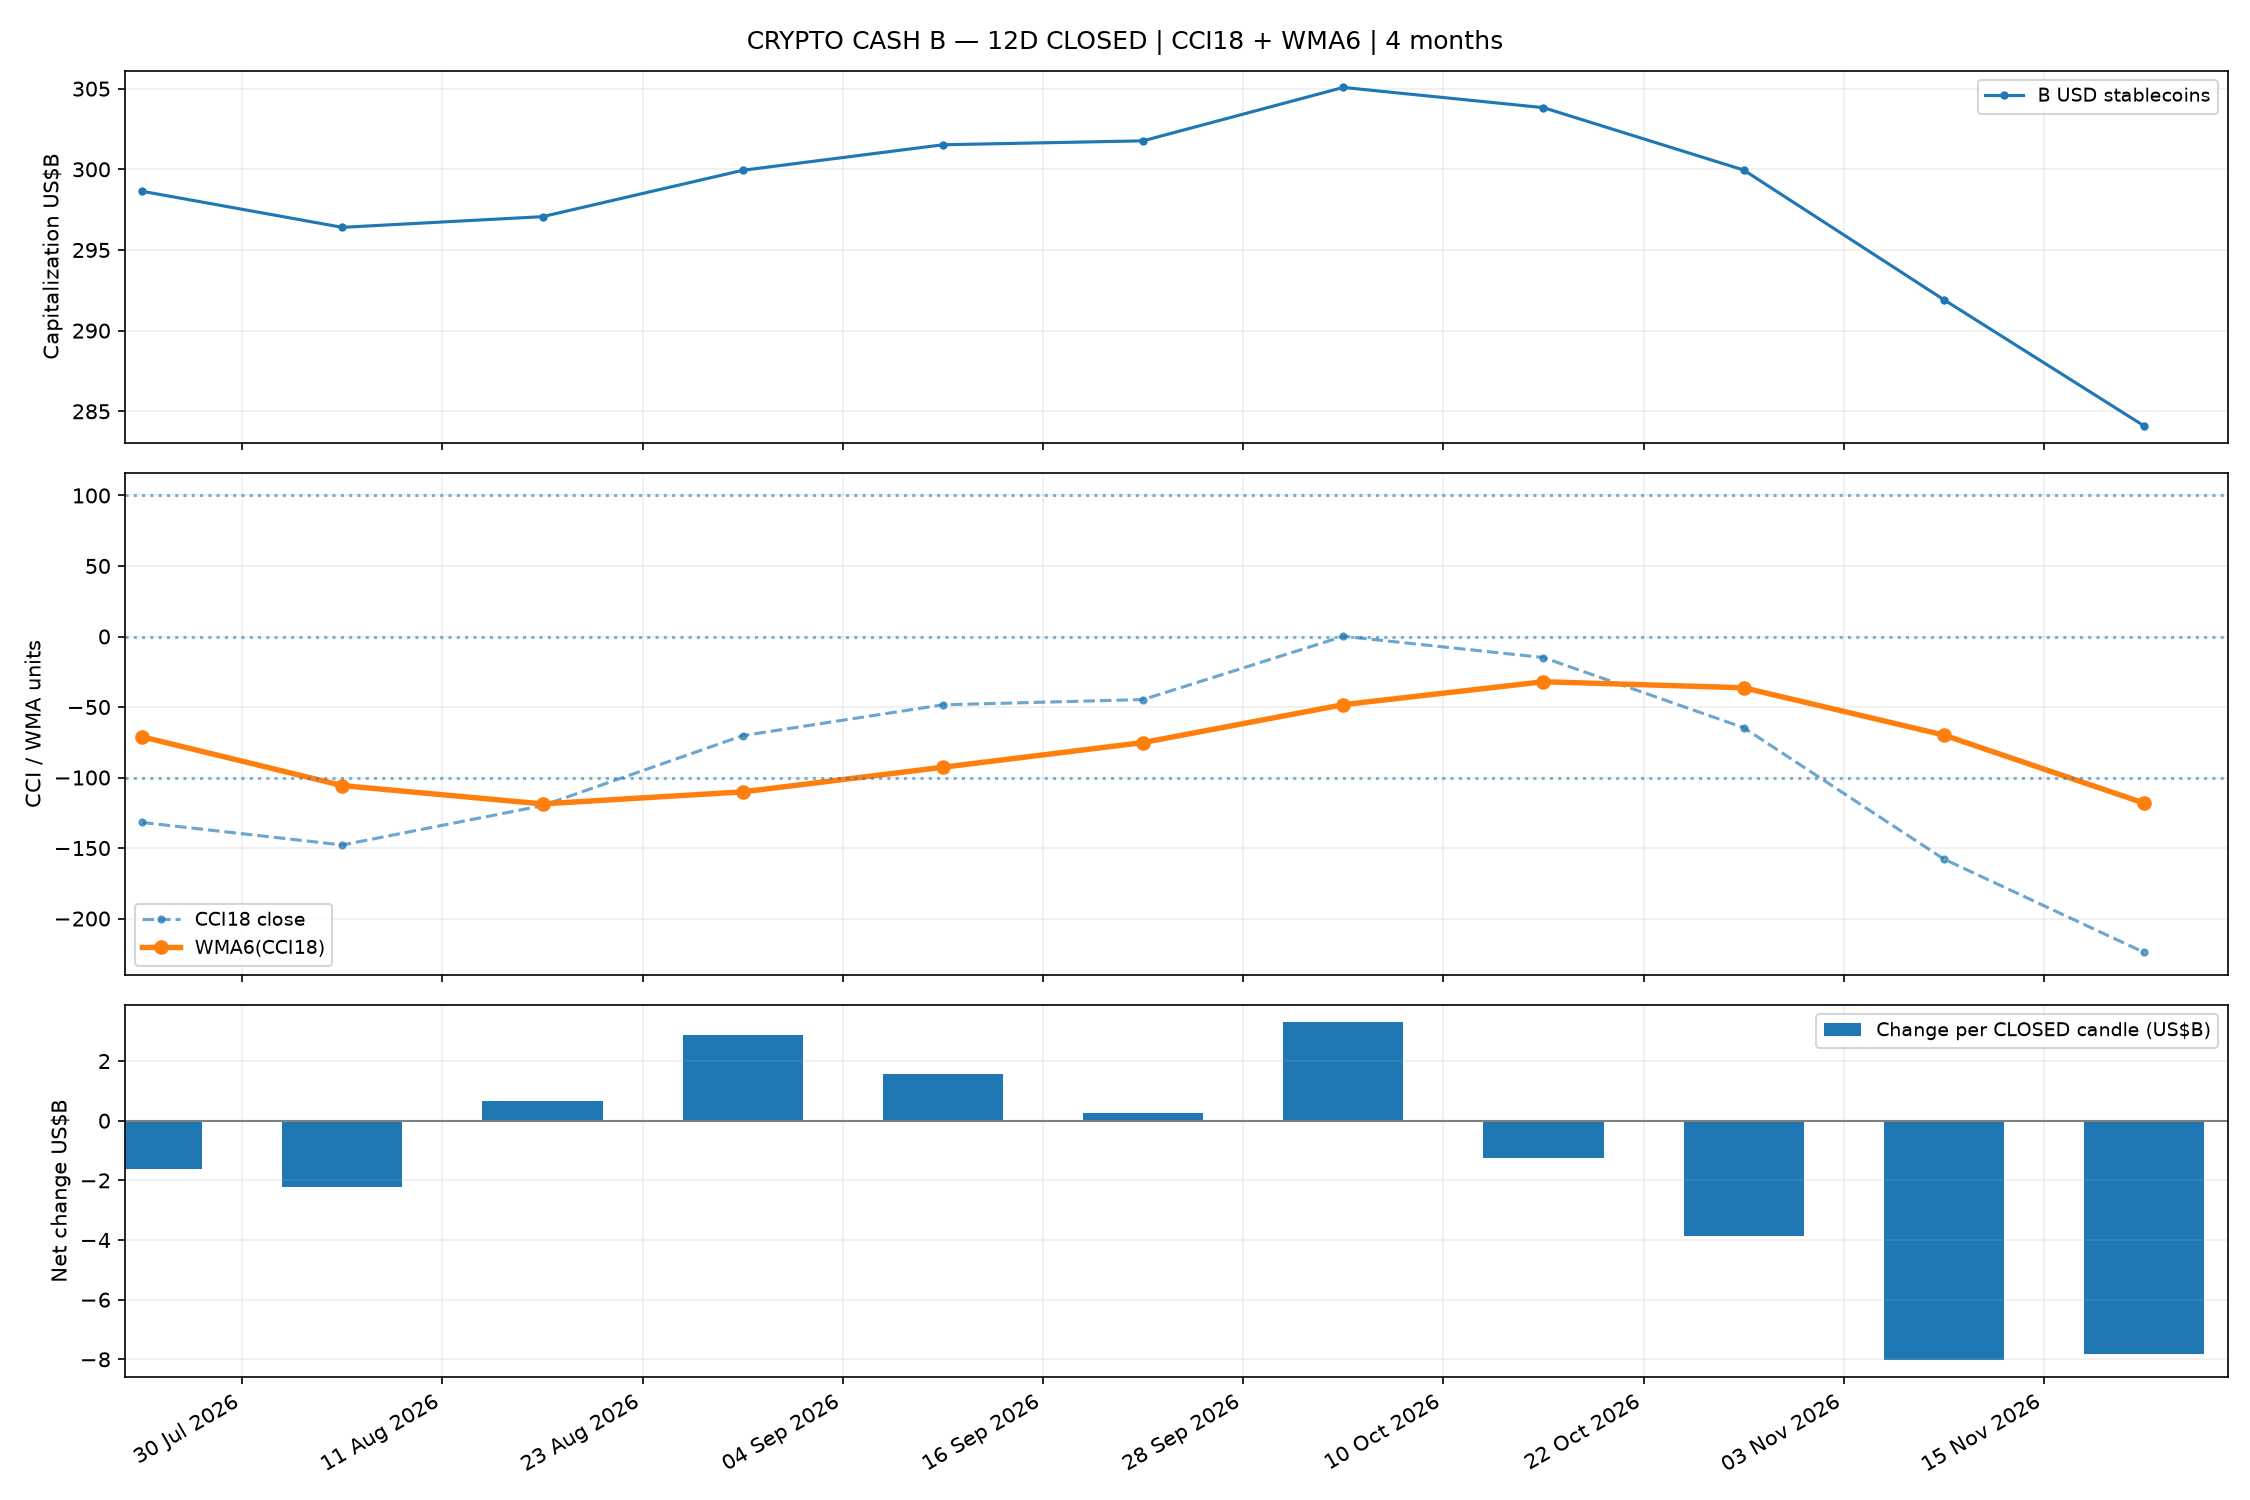 CRYPTO CASH B — 12D CLOSED | CCI18 + WMA6 | 4 months
Capitalization US$B
305
300
295
290
285
B USD stablecoins
CCI / WMA units
100
50
0
−50
−100
−150
−200
CCI18 close
WMA6(CCI18)
Net change US$B
2
0
−2
−4
−6
−8
Change per CLOSED candle (US$B)
30 Jul 2026
11 Aug 2026
23 Aug 2026
04 Sep 2026
16 Sep 2026
28 Sep 2026
10 Oct 2026
22 Oct 2026
03 Nov 2026
15 Nov 2026